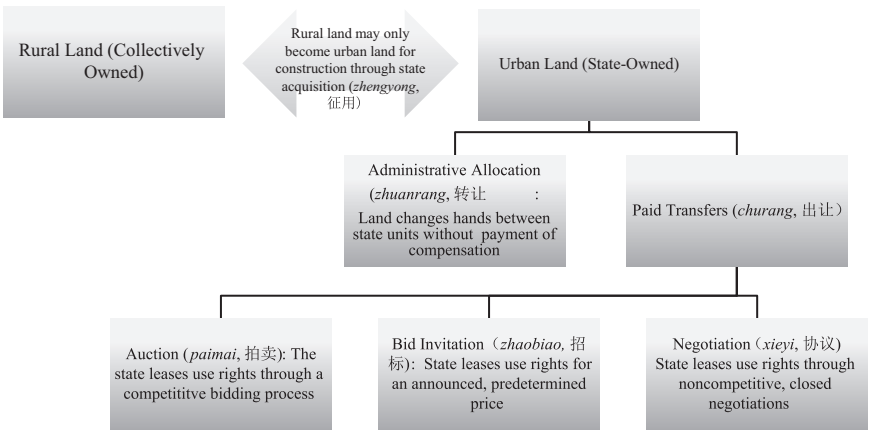 Rural Land (Collectively
Owned)
Rural land may only
become urban land for
construction through state
acquisition (zhengyong,
征用)
Urban Land (State-Owned)
Administrative Allocation
(zhuanrang, 转让 :
Land changes hands between
state units without payment of
compensation
Paid Transfers (churang, 出让）
Auction (paimai, 拍卖): The
state leases use rights through a
competititve bidding process
Bid Invitation（zhaobiao, 招
标): State leases use rights for
an announced, predetermined
price
Negotiation（xieyi, 协议)
State leases use rights through
noncompetitive, closed
negotiations